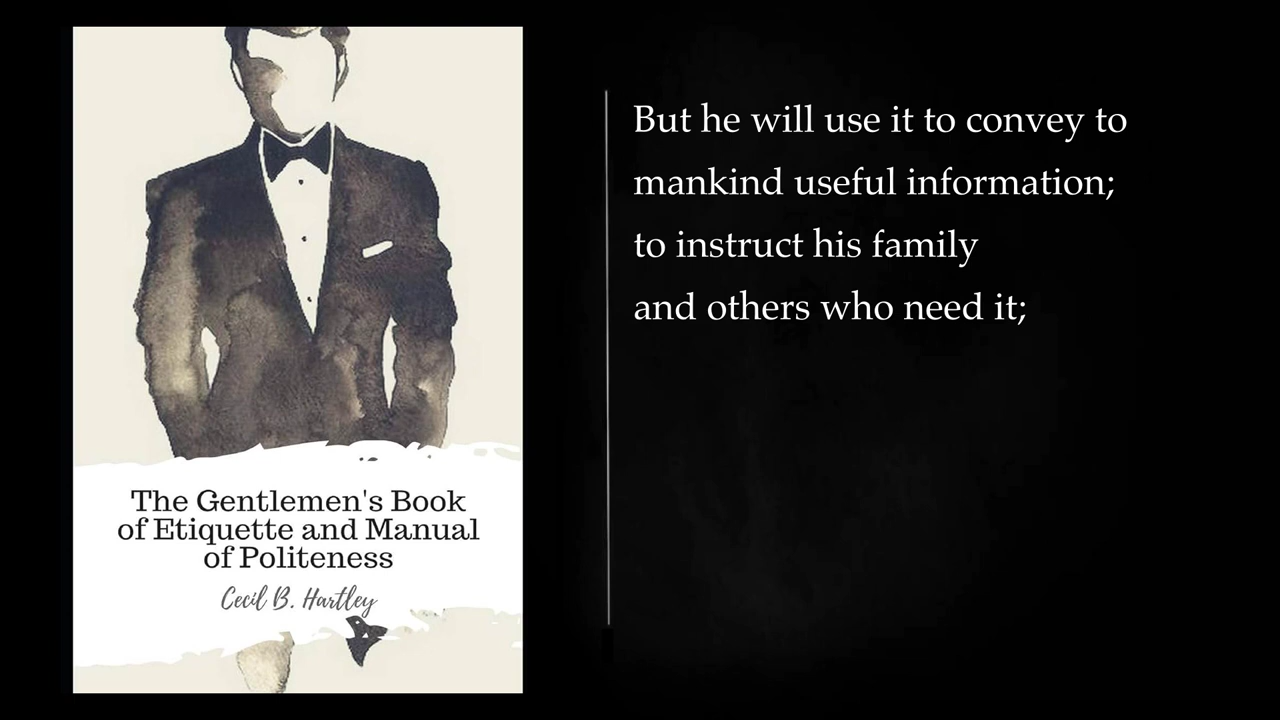 The Gentlemen's Book
of Etiquette and Manual
of Politeness
Cecil B. Hartley
But he will use it to convey to
mankind useful information;
to instruct his family
and others who need it;